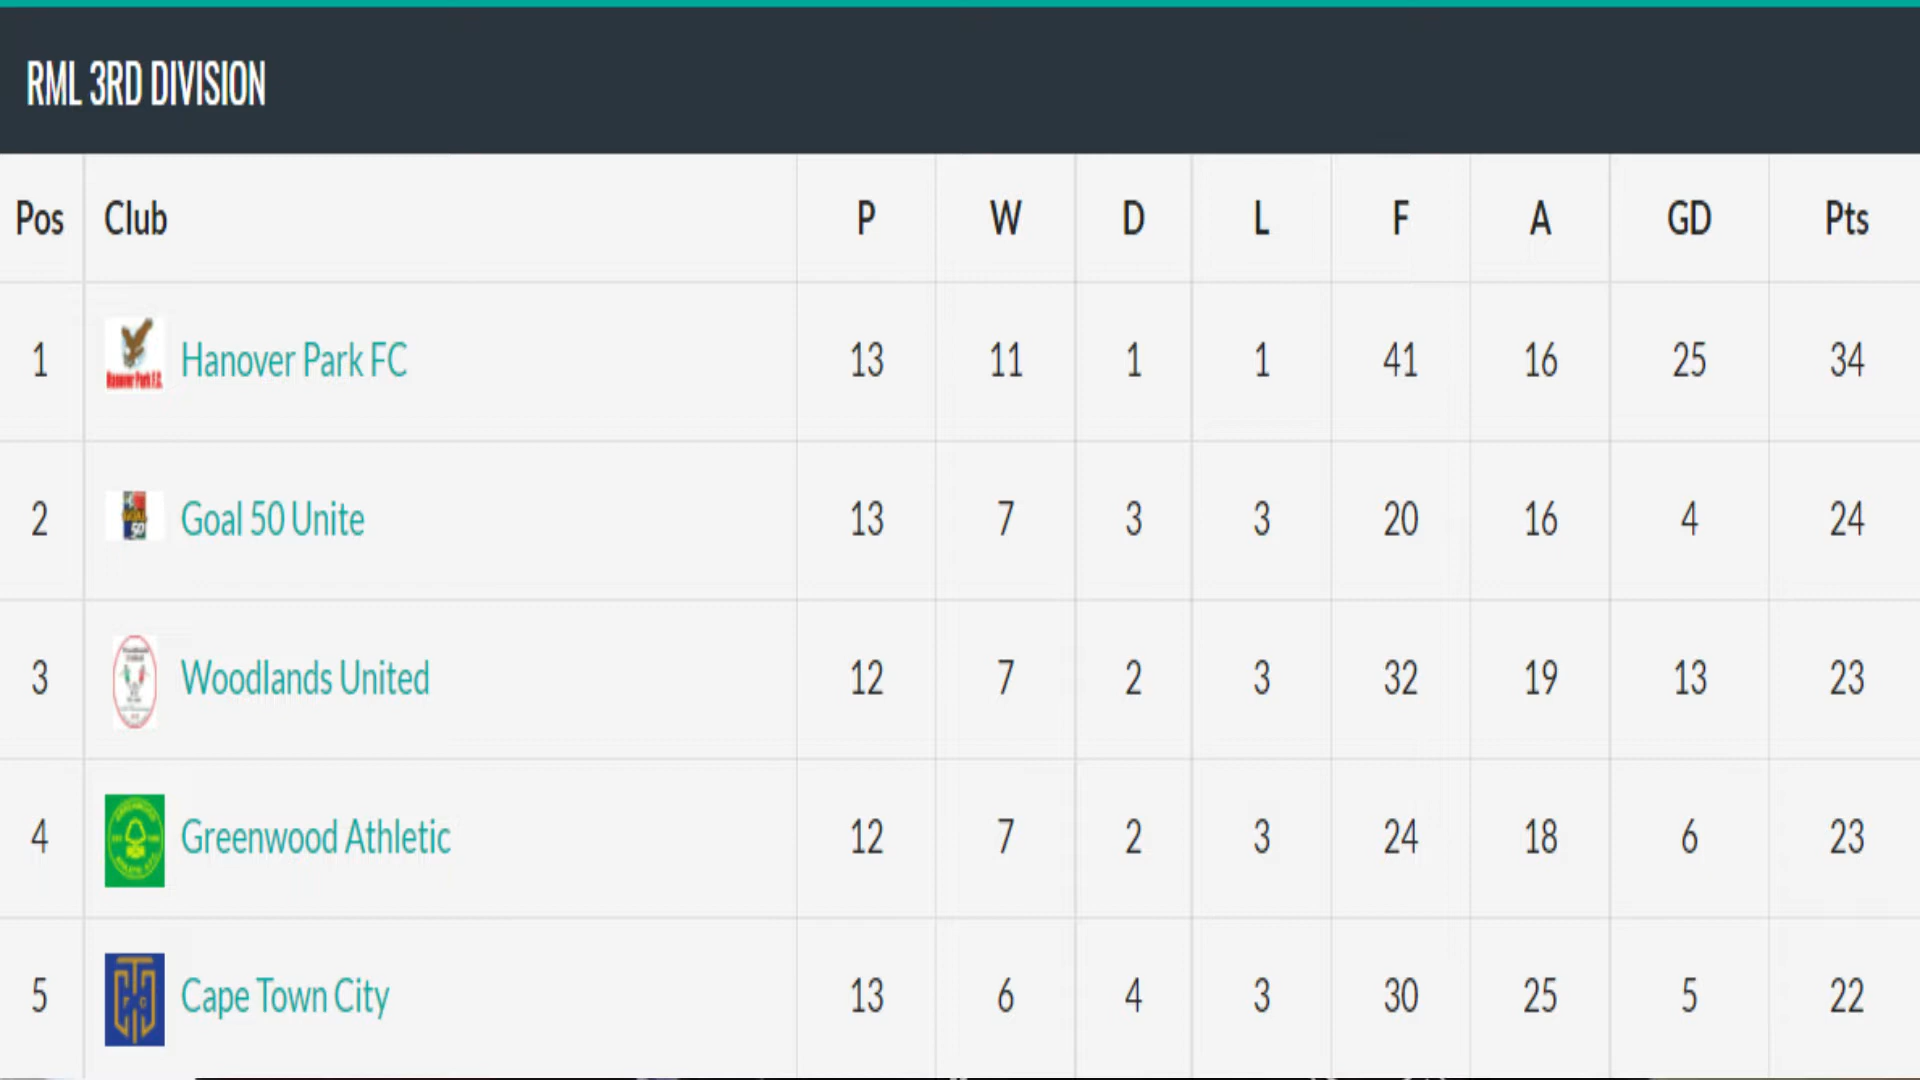 RML 3RD DIVISION
Pos Club P W D L F A GD Pts
1 Hanover Park F.C. Hanover Park FC 13 11 1 1 41 16 25 34
2 50 Goal 50 Unite 13 7 3 3 20 16 4 24
3 Woodlands United 12 7 2 3 32 19 13 23
4 Greenwood Athletic 12 7 2 3 24 18 6 23
5 Cape Town City 13 6 4 3 30 25 5 22